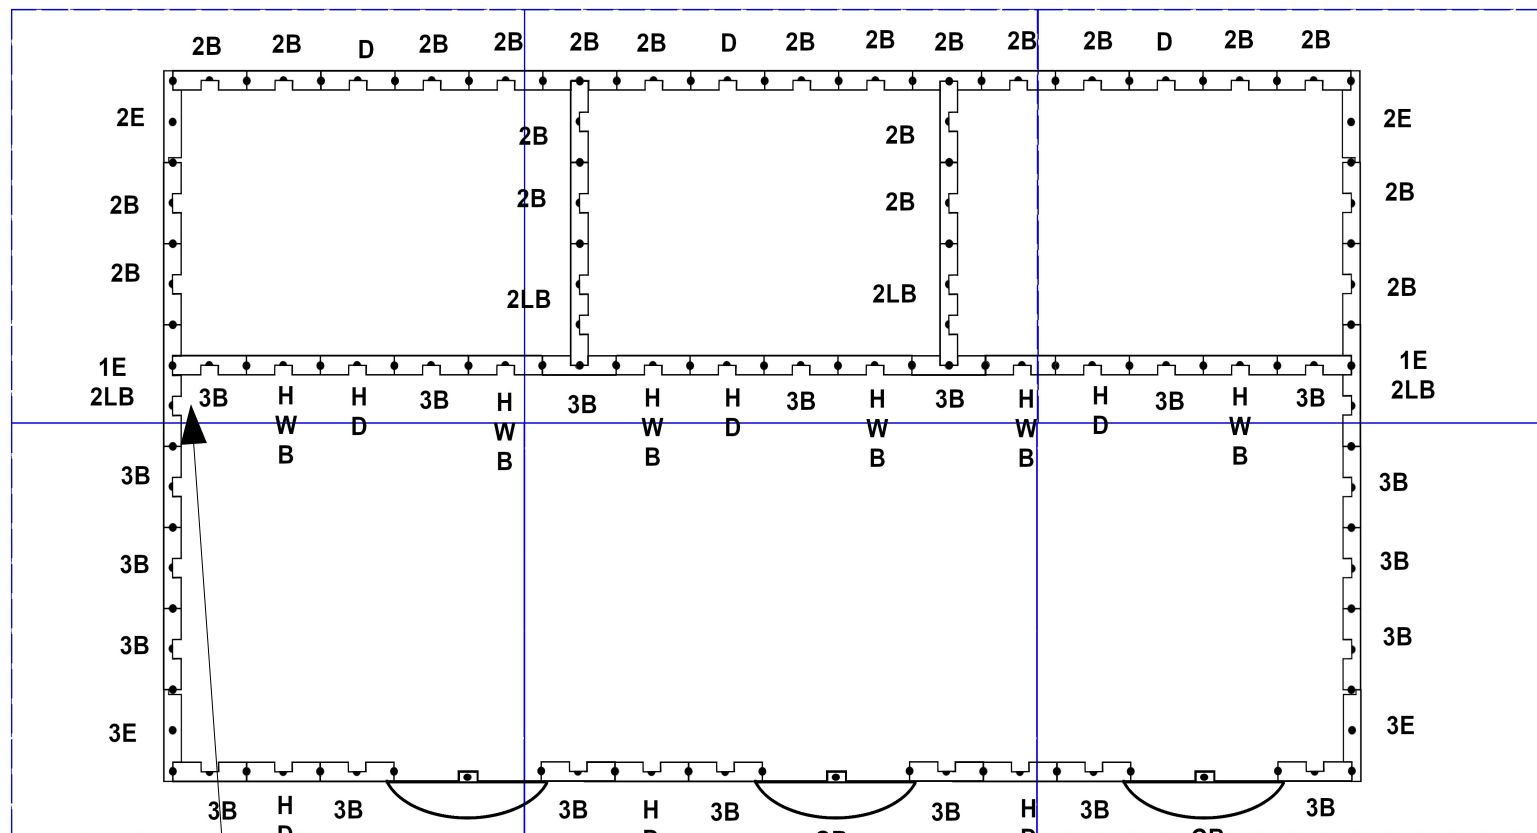 2B 2B D 2B 2B 2B 2B D 2B 2B 2B 2B 2B D 2B 2B
2E 2E
2B 2B
2B 2B 2B 2B
2B 2B
2LB 2LB
1E 1E
2LB 2LB
3B H H 3B H 3B H H 3B H 3B H H 3B H 3B
W D W W D W W D W
B B B B B B
3B 3B
3B 3B
3B 3B
3E 3E
3B H 3B 3B H 3B 3B H 3B 3B